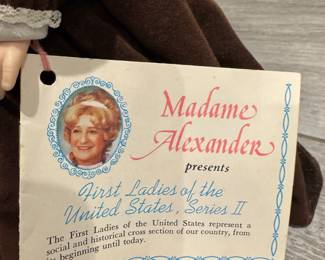 Madame
Alexander
presents
First Ladies of the
United States, Series II
The First Ladies of the United States represent a
social and historical cross section of our country, from
its beginning until today.